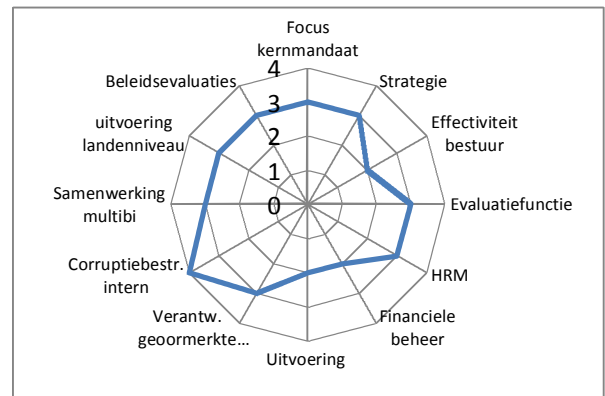 Focus
kernmandaat
Strategie
Effectiviteit
bestuur
Evaluatiefunctie
HRM
Financiele
beheer
Uitvoering
Verantw.
geoormerkte...
Corruptiebestr.
intern
Samenwerking
multibi
uitvoering
landenniveau
Beleidsevaluaties
4
3
2
1
0